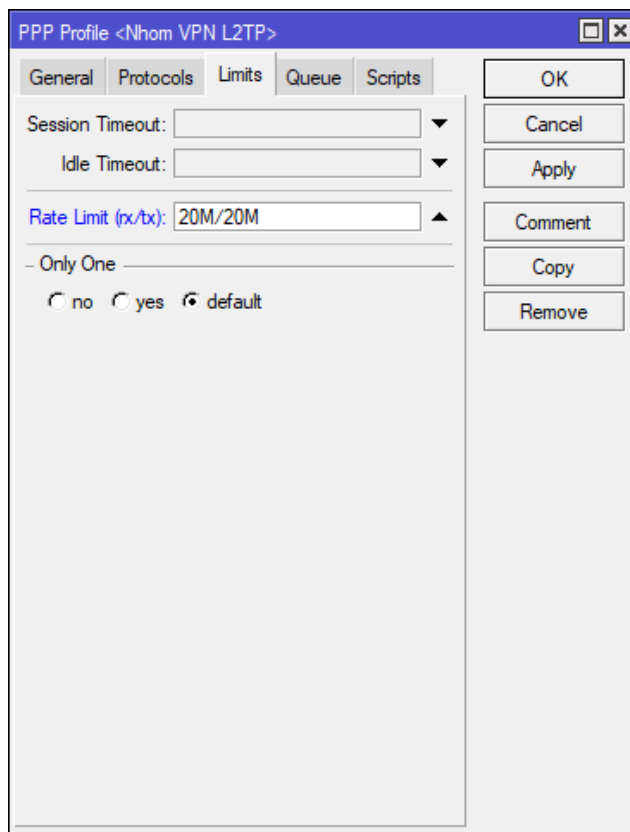 PPP Profile <Nhom VPN L2TP>
General Protocols Limits Queue Scripts
Session Timeout:
Idle Timeout:
Rate Limit (rx/tx): 20M/20M
Only One
no yes default
OK
Cancel
Apply
Comment
Copy
Remove